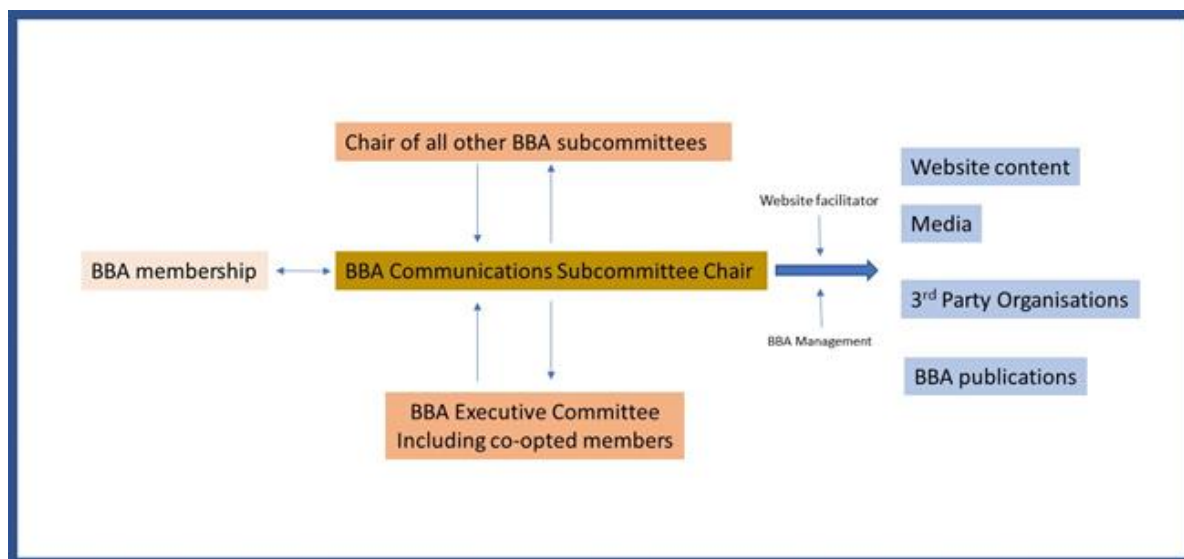 Chair of all other BBA subcommittees
Website content
Website facilitator
Media
BBA membership
BBA Communications Subcommittee Chair
3rd Party Organisations
BBA Management
BBA publications
BBA Executive Committee
Including co-opted members